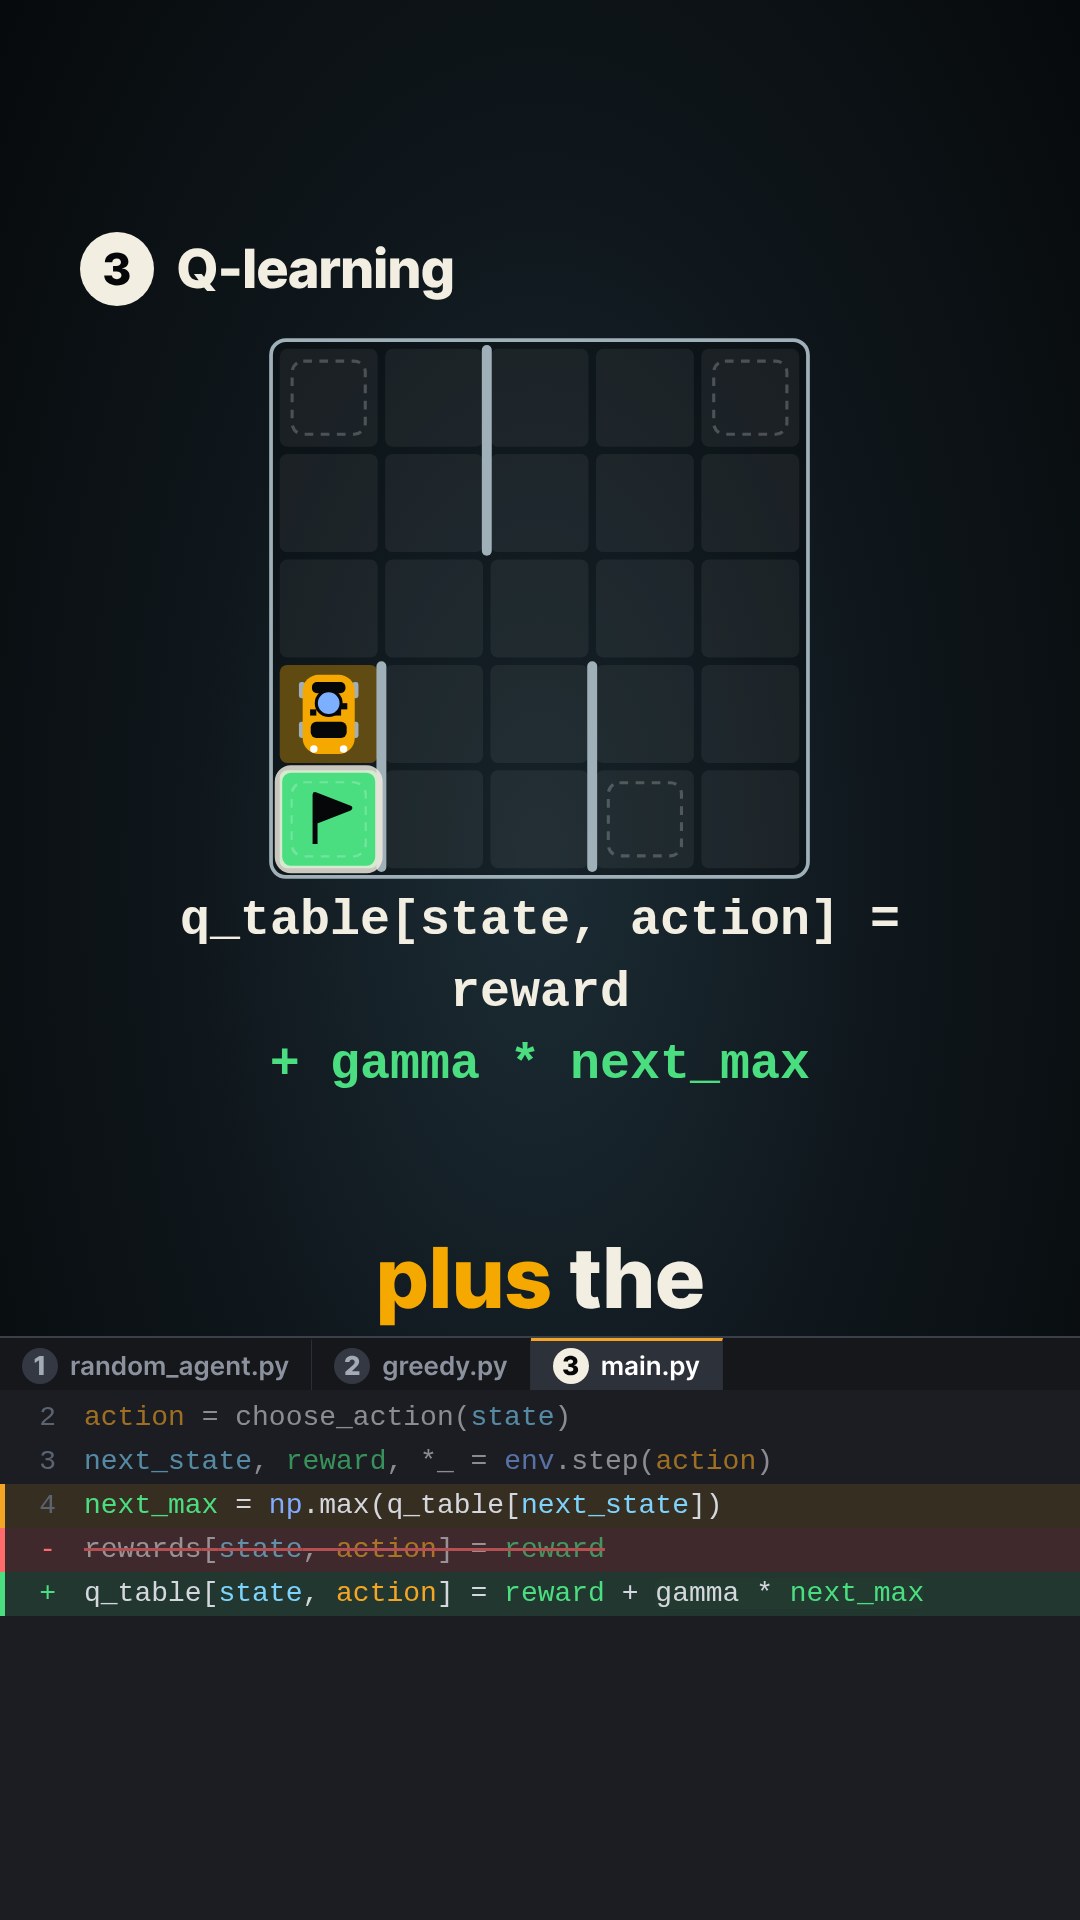 3 Q-learning
q_table[state, action] =
reward
+ gamma * next_max
plus the
1 random_agent.py 2 greedy.py 3 main.py
2 action = choose_action(state)
3 next_state, reward, *_ = env.step(action)
4 next_max = np.max(q_table[next_state])
- rewards[state, action] = reward
+ q_table[state, action] = reward + gamma * next_max